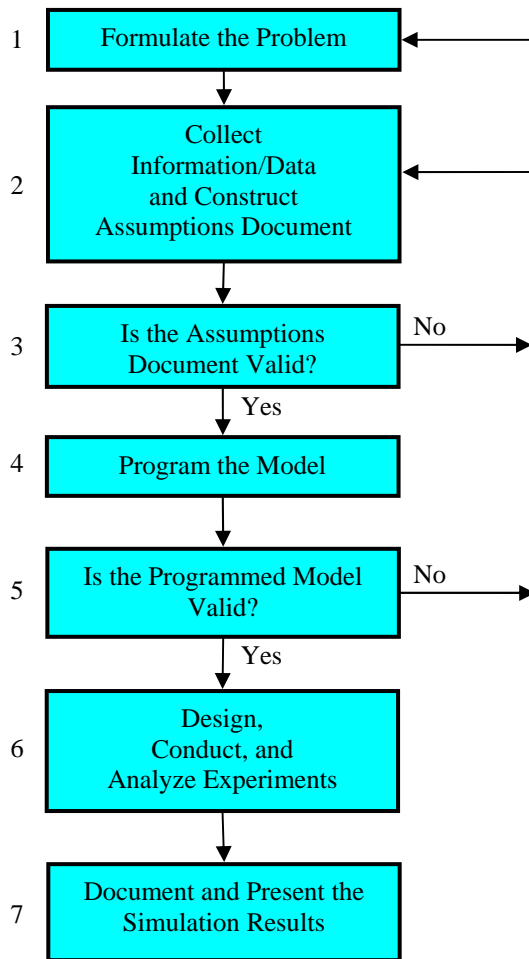 1
Formulate the Problem
2
Collect
Information/Data
and Construct
Assumptions Document
3
Is the Assumptions
Document Valid?
No
Yes
4
Program the Model
5
Is the Programmed Model
Valid?
No
Yes
6
Design,
Conduct, and
Analyze Experiments
7
Document and Present the
Simulation Results